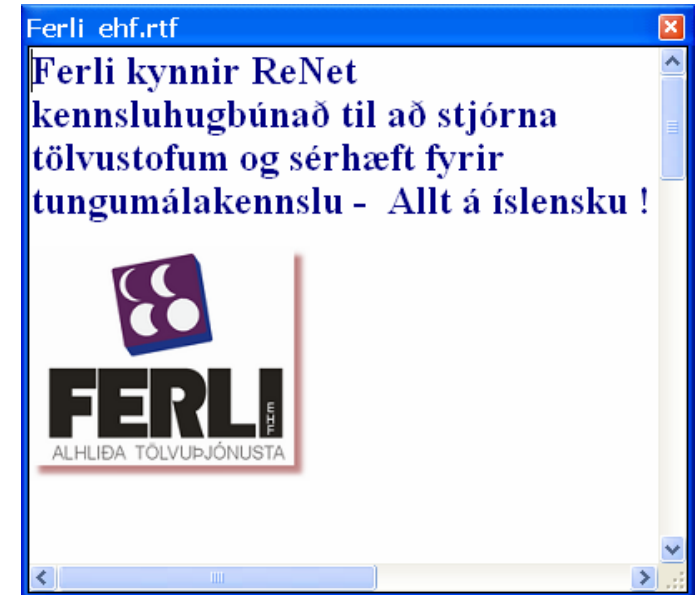 Ferli ehf.rtf
Ferli kynnir ReNet
kennsluhugbúnað til að stjórna
tölvustofum og sérhæft fyrir
tungumálakennslu -  Allt á íslensku !
FERLI
EHF
ALHLIÐA TÖLVUÞJÓNUSTA